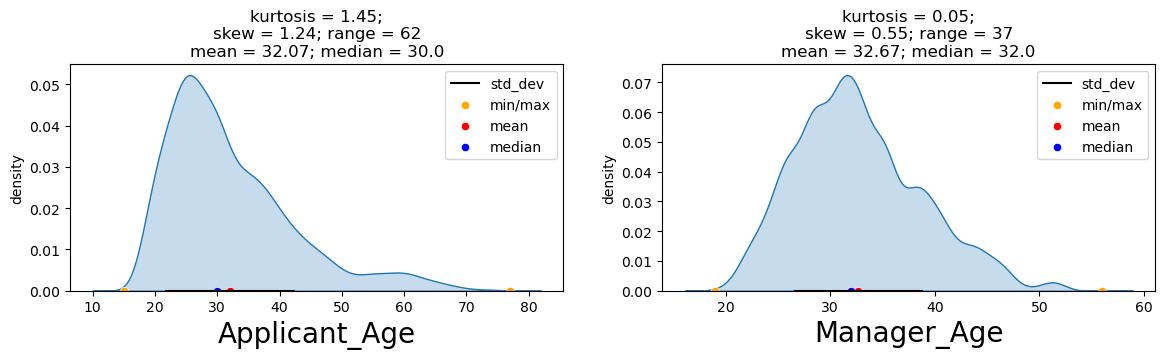 kurtosis = 1.45;
skew = 1.24; range = 62
mean = 32.07; median = 30.0
0.05
0.04
0.03
0.02
0.01
0.00
density
std_dev
min/max
mean
median
10 20 30 40 50 60 70 80
Applicant_Age
kurtosis = 0.05;
skew = 0.55; range = 37
mean = 32.67; median = 32.0
0.07
0.06
0.05
0.04
0.03
0.02
0.01
0.00
density
std_dev
min/max
mean
median
20 30 40 50 60
Manager_Age